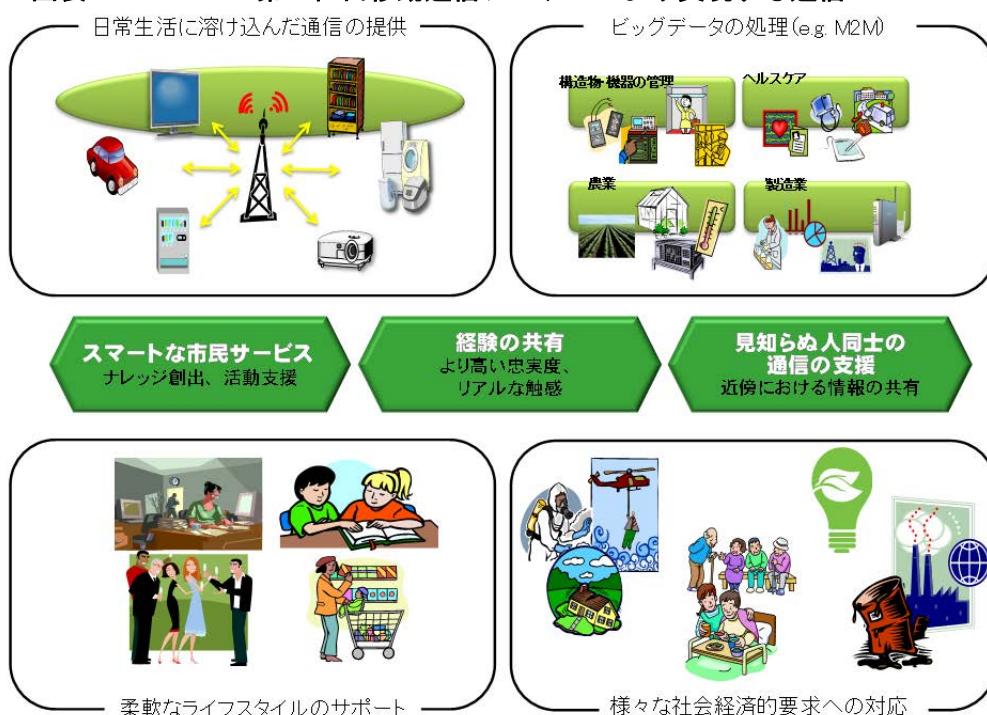 日常生活に溶け込んだ通信の提供
ビッグデータの処理(e.g. M2M)
構造物・機器の管理
ヘルスケア
農業
製造業
スマートな市民サービス
ナレッジ創出、活動支援
経験の共有
より高い忠実度、
リアルな触感
見知らぬ人同士の
通信の支援
近傍における情報の共有
柔軟なライフスタイルのサポート
様々な社会経済的要求への対応